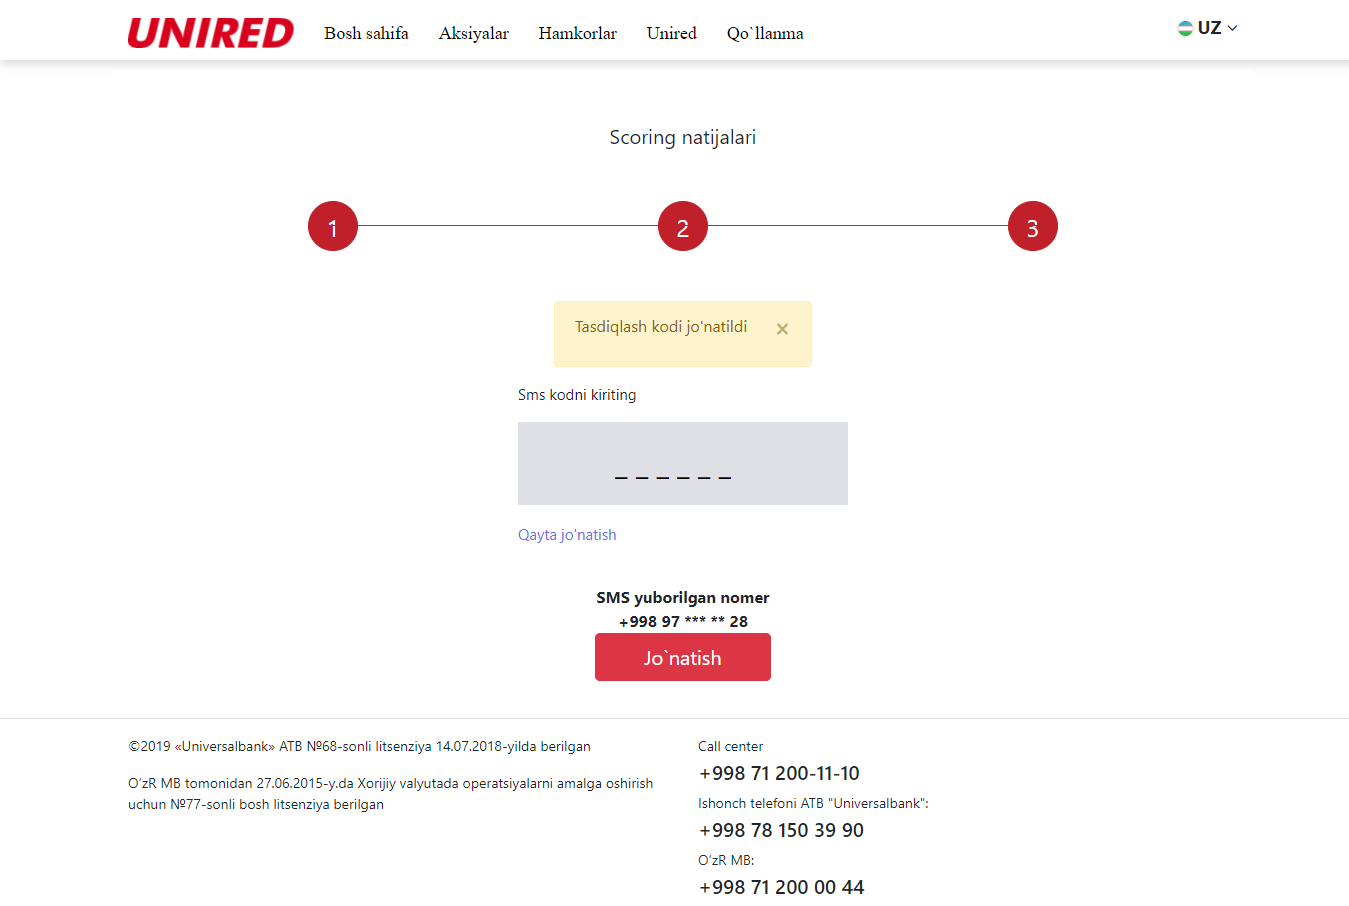 UNIRED
Bosh sahifa
Aksiyalar
Hamkorlar
Unired
Qo`llanma
UZ
Scoring natijalari
1
2
3
Tasdiqlash kodi jo'natildi ×
Sms kodni kiriting
_ _ _ _ _ _
Qayta jo'natish
SMS yuborilgan nomer
+998 97 *** ** 28
Jo`natish
©2019 «Universalbank» ATB №68-sonli litsenziya 14.07.2018-yilda berilgan
O‘zR MB tomonidan 27.06.2015-y.da Xorijiy valyutada operatsiyalarni amalga oshirish
uchun №77-sonli bosh litsenziya berilgan
Call center
+998 71 200-11-10
Ishonch telefoni ATB "Universalbank":
+998 78 150 39 90
O‘zR MB:
+998 71 200 00 44